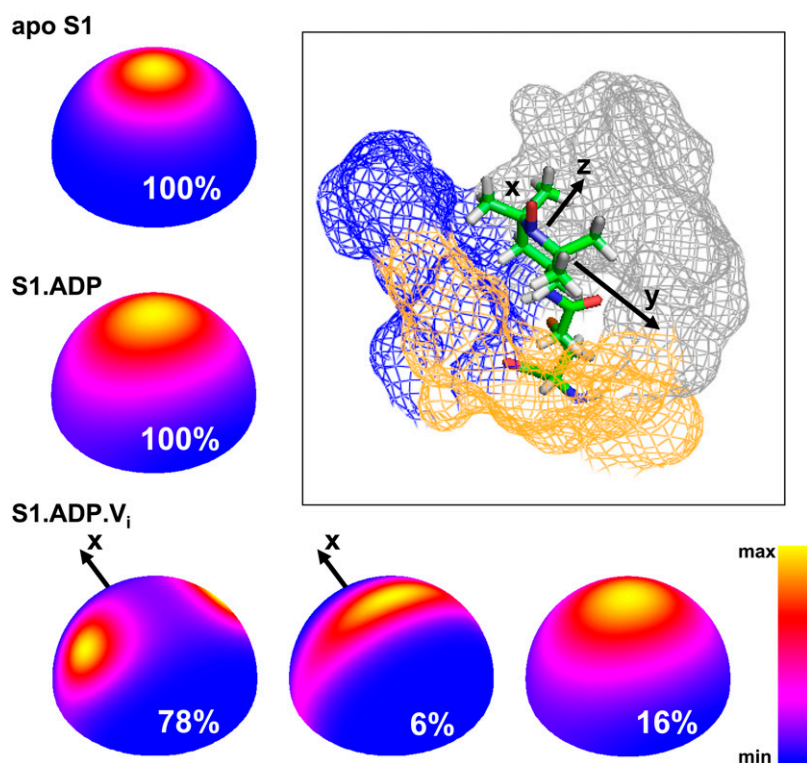 apo S1
100%
x
z
y
S1.ADP
100%
S1.ADP.Vi
x
78%
x
6%
16%
max
min